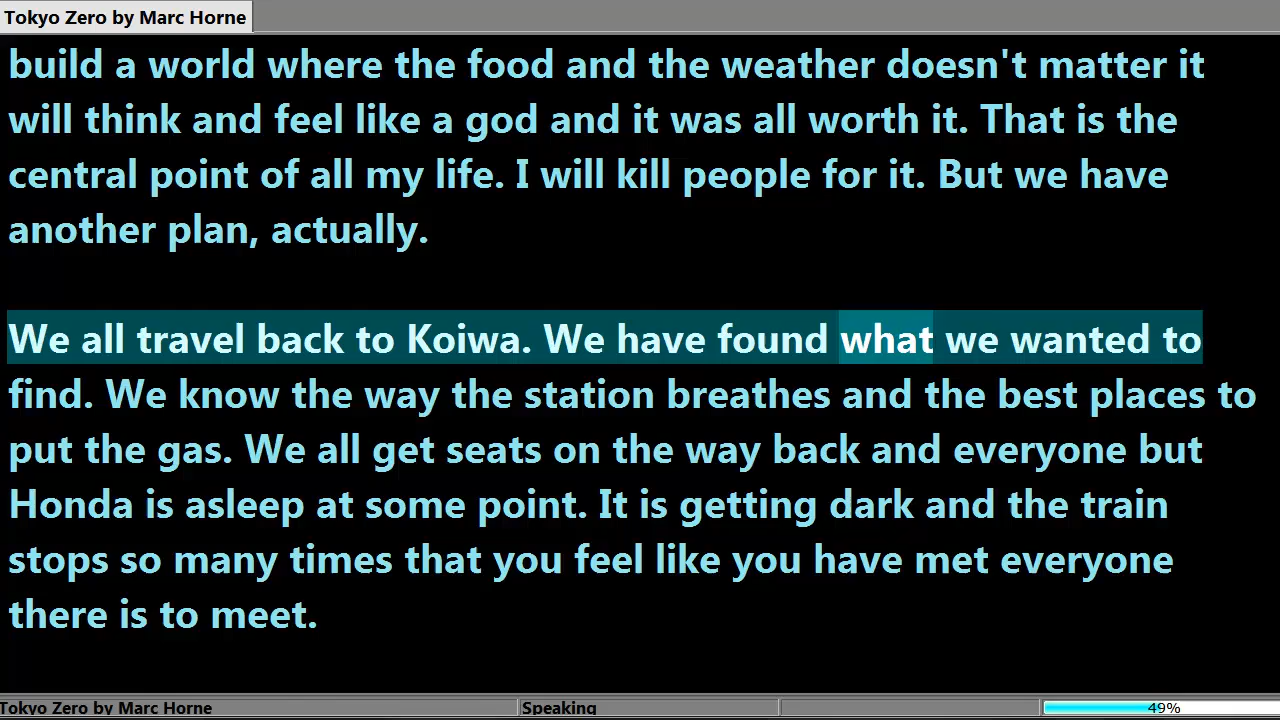 Tokyo Zero by Marc Horne
build a world where the food and the weather doesn't matter it
will think and feel like a god and it was all worth it. That is the
central point of all my life. I will kill people for it. But we have
another plan, actually.
We all travel back to Koiwa. We have found what we wanted to
find. We know the way the station breathes and the best places to
put the gas. We all get seats on the way back and everyone but
Honda is asleep at some point. It is getting dark and the train
stops so many times that you feel like you have met everyone
there is to meet.
Tokyo Zero by Marc Horne Speaking 49%